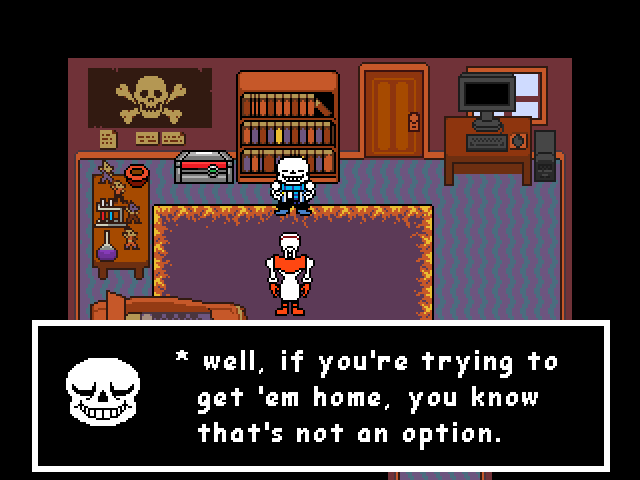 * well, if you're trying to
get 'em home, you know
that's not an option.